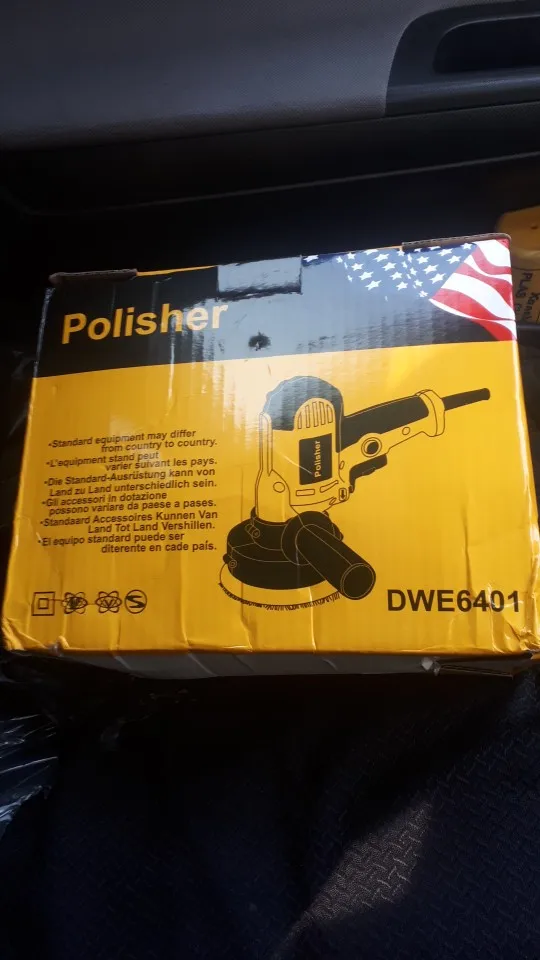 Polisher
•Standard equipment may differ
from country to country.
•L'equipment stand peut
varier suivant les pays.
•Die Standard-Ausrüstung kann von
Land zu Land unterschiedlich sein.
•Gli accessori in dotazione
possono variare da paese a pases.
•Standaard Accessoires Kunnen Van
Land Tot Land Vershillen.
•El equipo standard puede ser
diterente en cade país.
Polisher
DWE6401